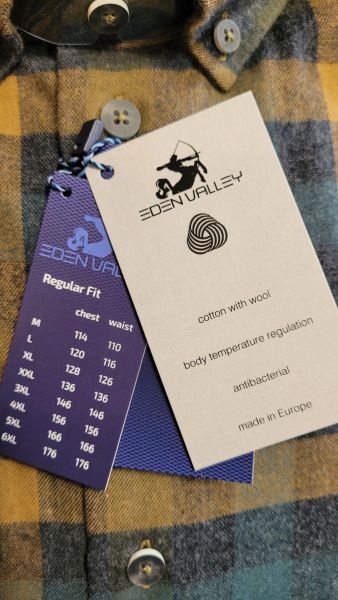 EDEN VALLEY
cotton with wool
body temperature regulation
antibacterial
made in Europe
EDEN VALL
Regular Fit
chest waist
M 114 110
L 120 116
XL 128 126
XXL 136 136
3XL 146 146
4XL 156 156
5XL 166 166
6XL 176 176